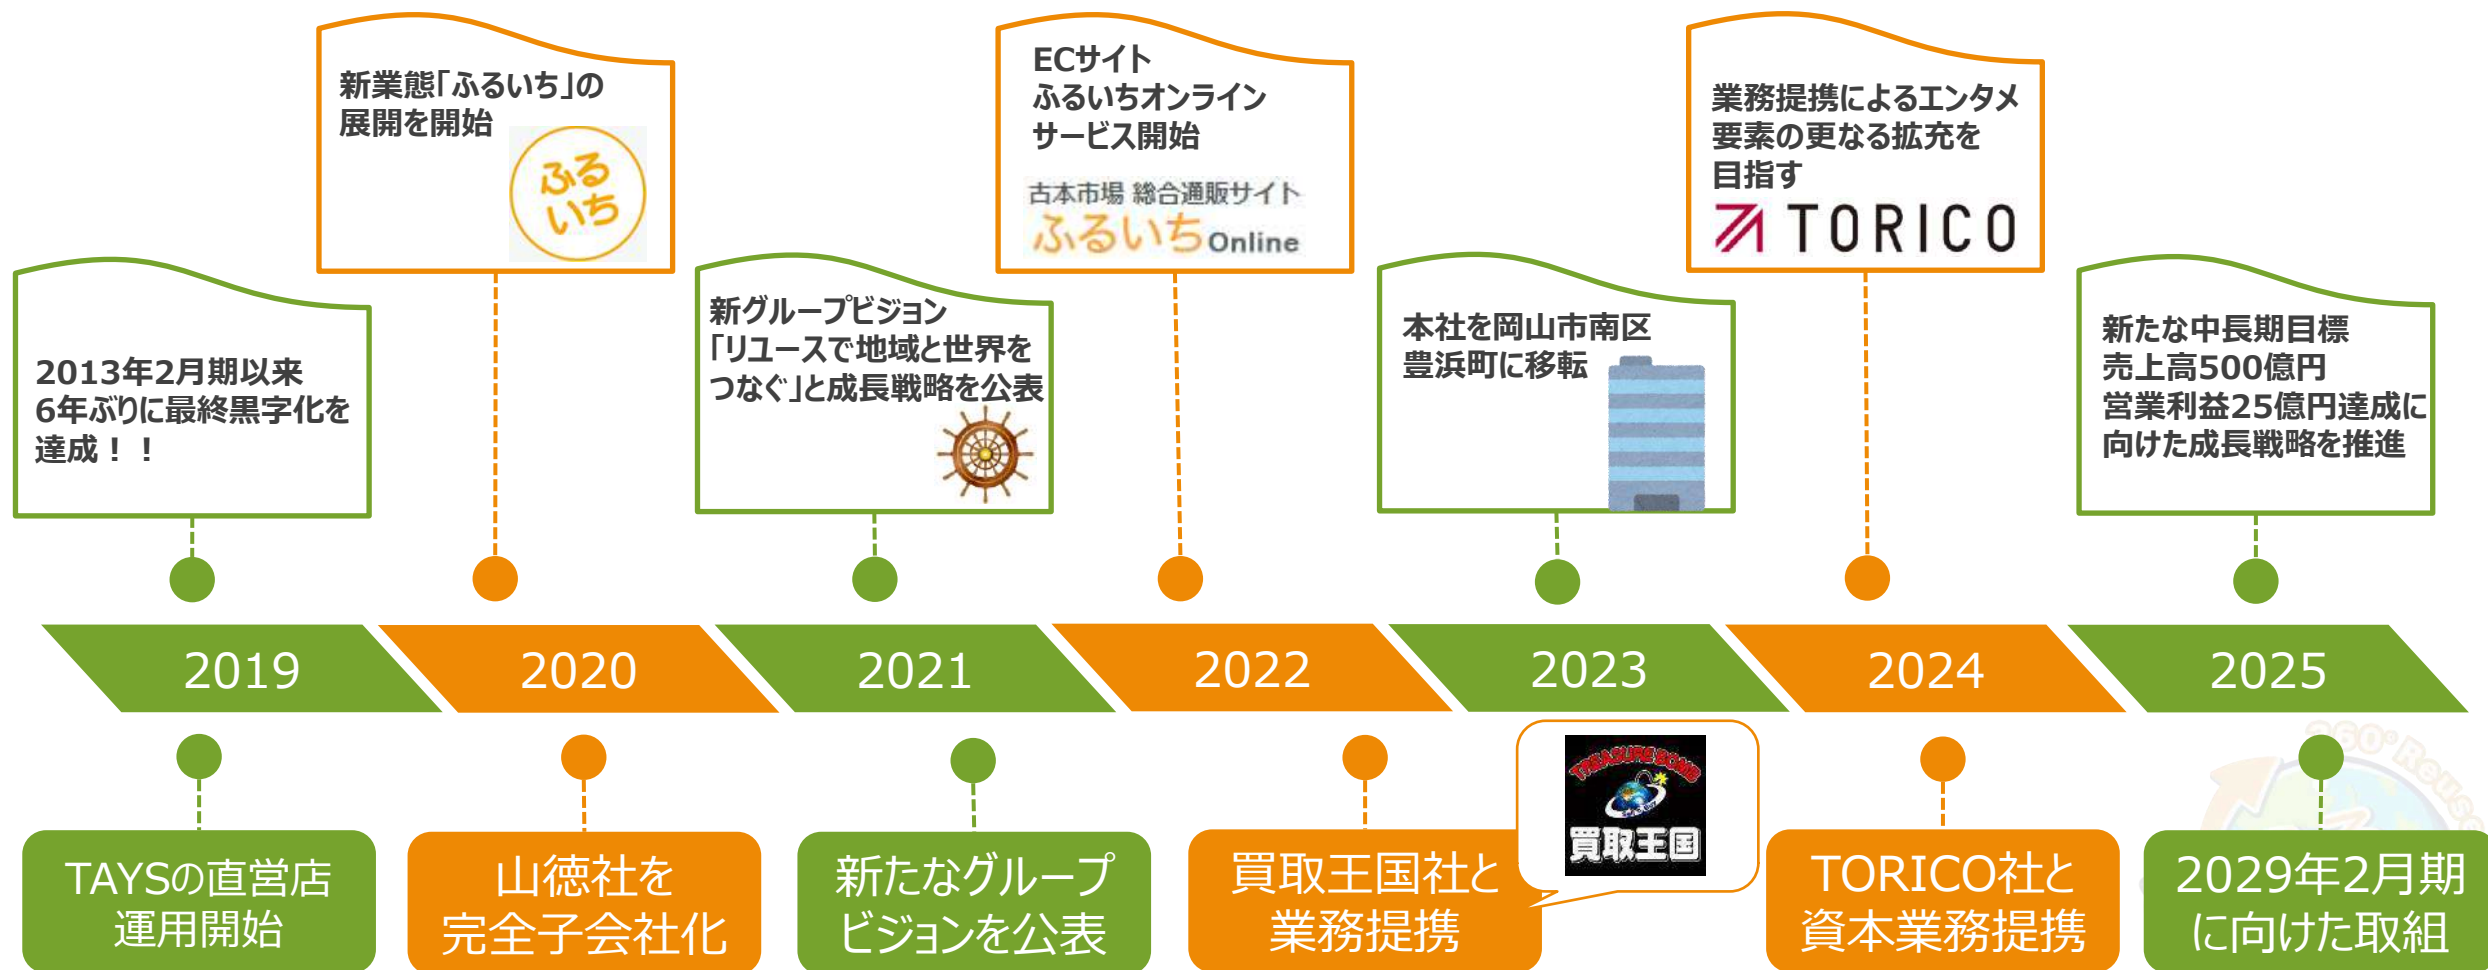 新業態「ふるいち」の
展開を開始
ふる
いち
ECサイト
ふるいちオンライン
サービス開始
古本市場 総合通販サイト
ふるいちOnline
業務提携によるエンタメ
要素の更なる拡充を
目指す
TORICO
2013年2月期以来
6年ぶりに最終黒字化を
達成！！
新グループビジョン
「リユースで地域と世界を
つなぐ」と成長戦略を公表
本社を岡山市南区
豊浜町に移転
新たな中長期目標
売上高500億円
営業利益25億円達成に
向けた成長戦略を推進
2019
2020
2021
2022
2023
2024
2025
TREASURE BOMB
買取王国
360° Reuse
TAYSの直営店
運用開始
山徳社を
完全子会社化
新たなグループ
ビジョンを公表
買取王国社と
業務提携
TORICO社と
資本業務提携
2029年2月期
に向けた取組